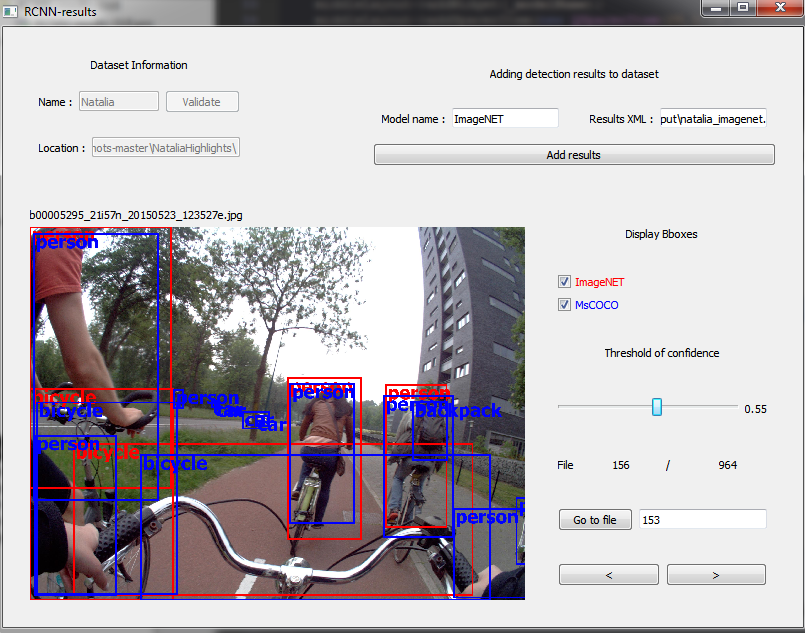 RCNN-results
Dataset Information
Adding detection results to dataset
Name : Natalia Validate
Model name : ImageNET Results XML : put\natalia_imagenet.
Location : nots-master\NataliaHighlights\
Add results
b00005295_21i57n_20150523_123527e.jpg
Display Bboxes
person
ImageNET
MsCOCO
Threshold of confidence
person
person
bicycle
person
person
bicycle
car
backpack
0.55
car
car
person
bicycle
bicycle
File 156 / 964
person
Go to file 153
< >